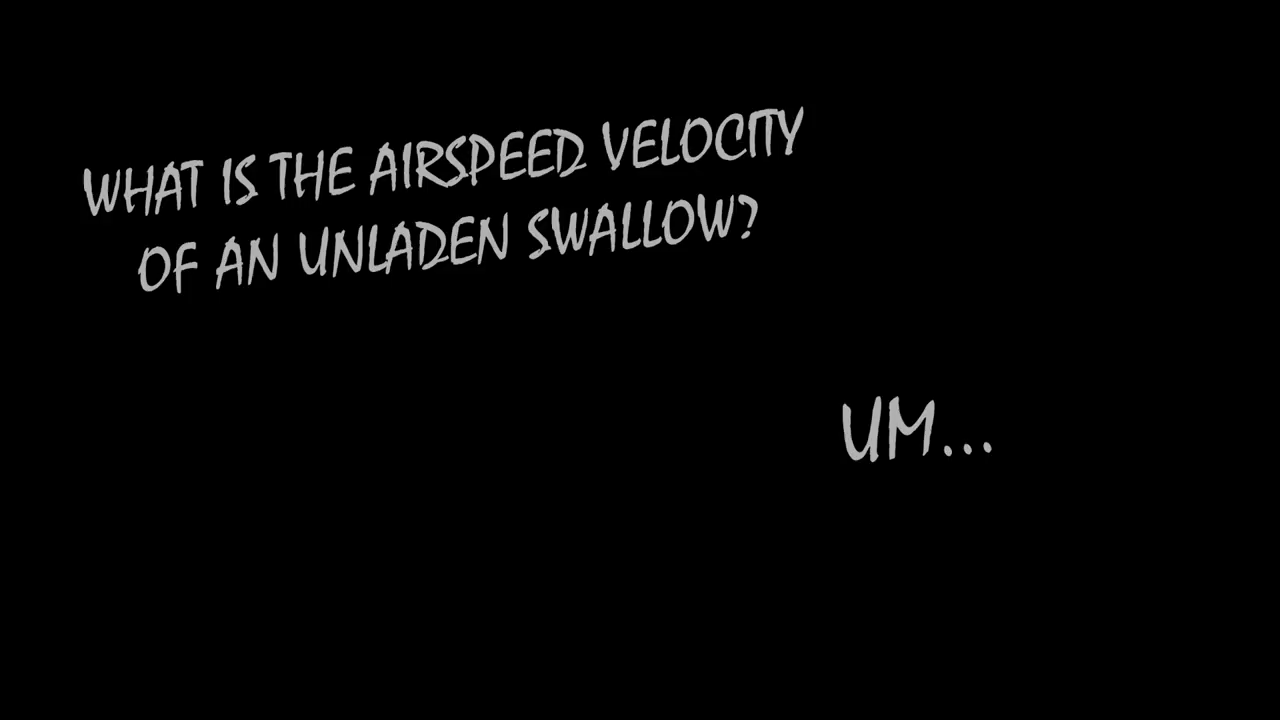 WHAT IS THE AIRSPEED VELOCITY
OF AN UNLADEN SWALLOW?
UM...